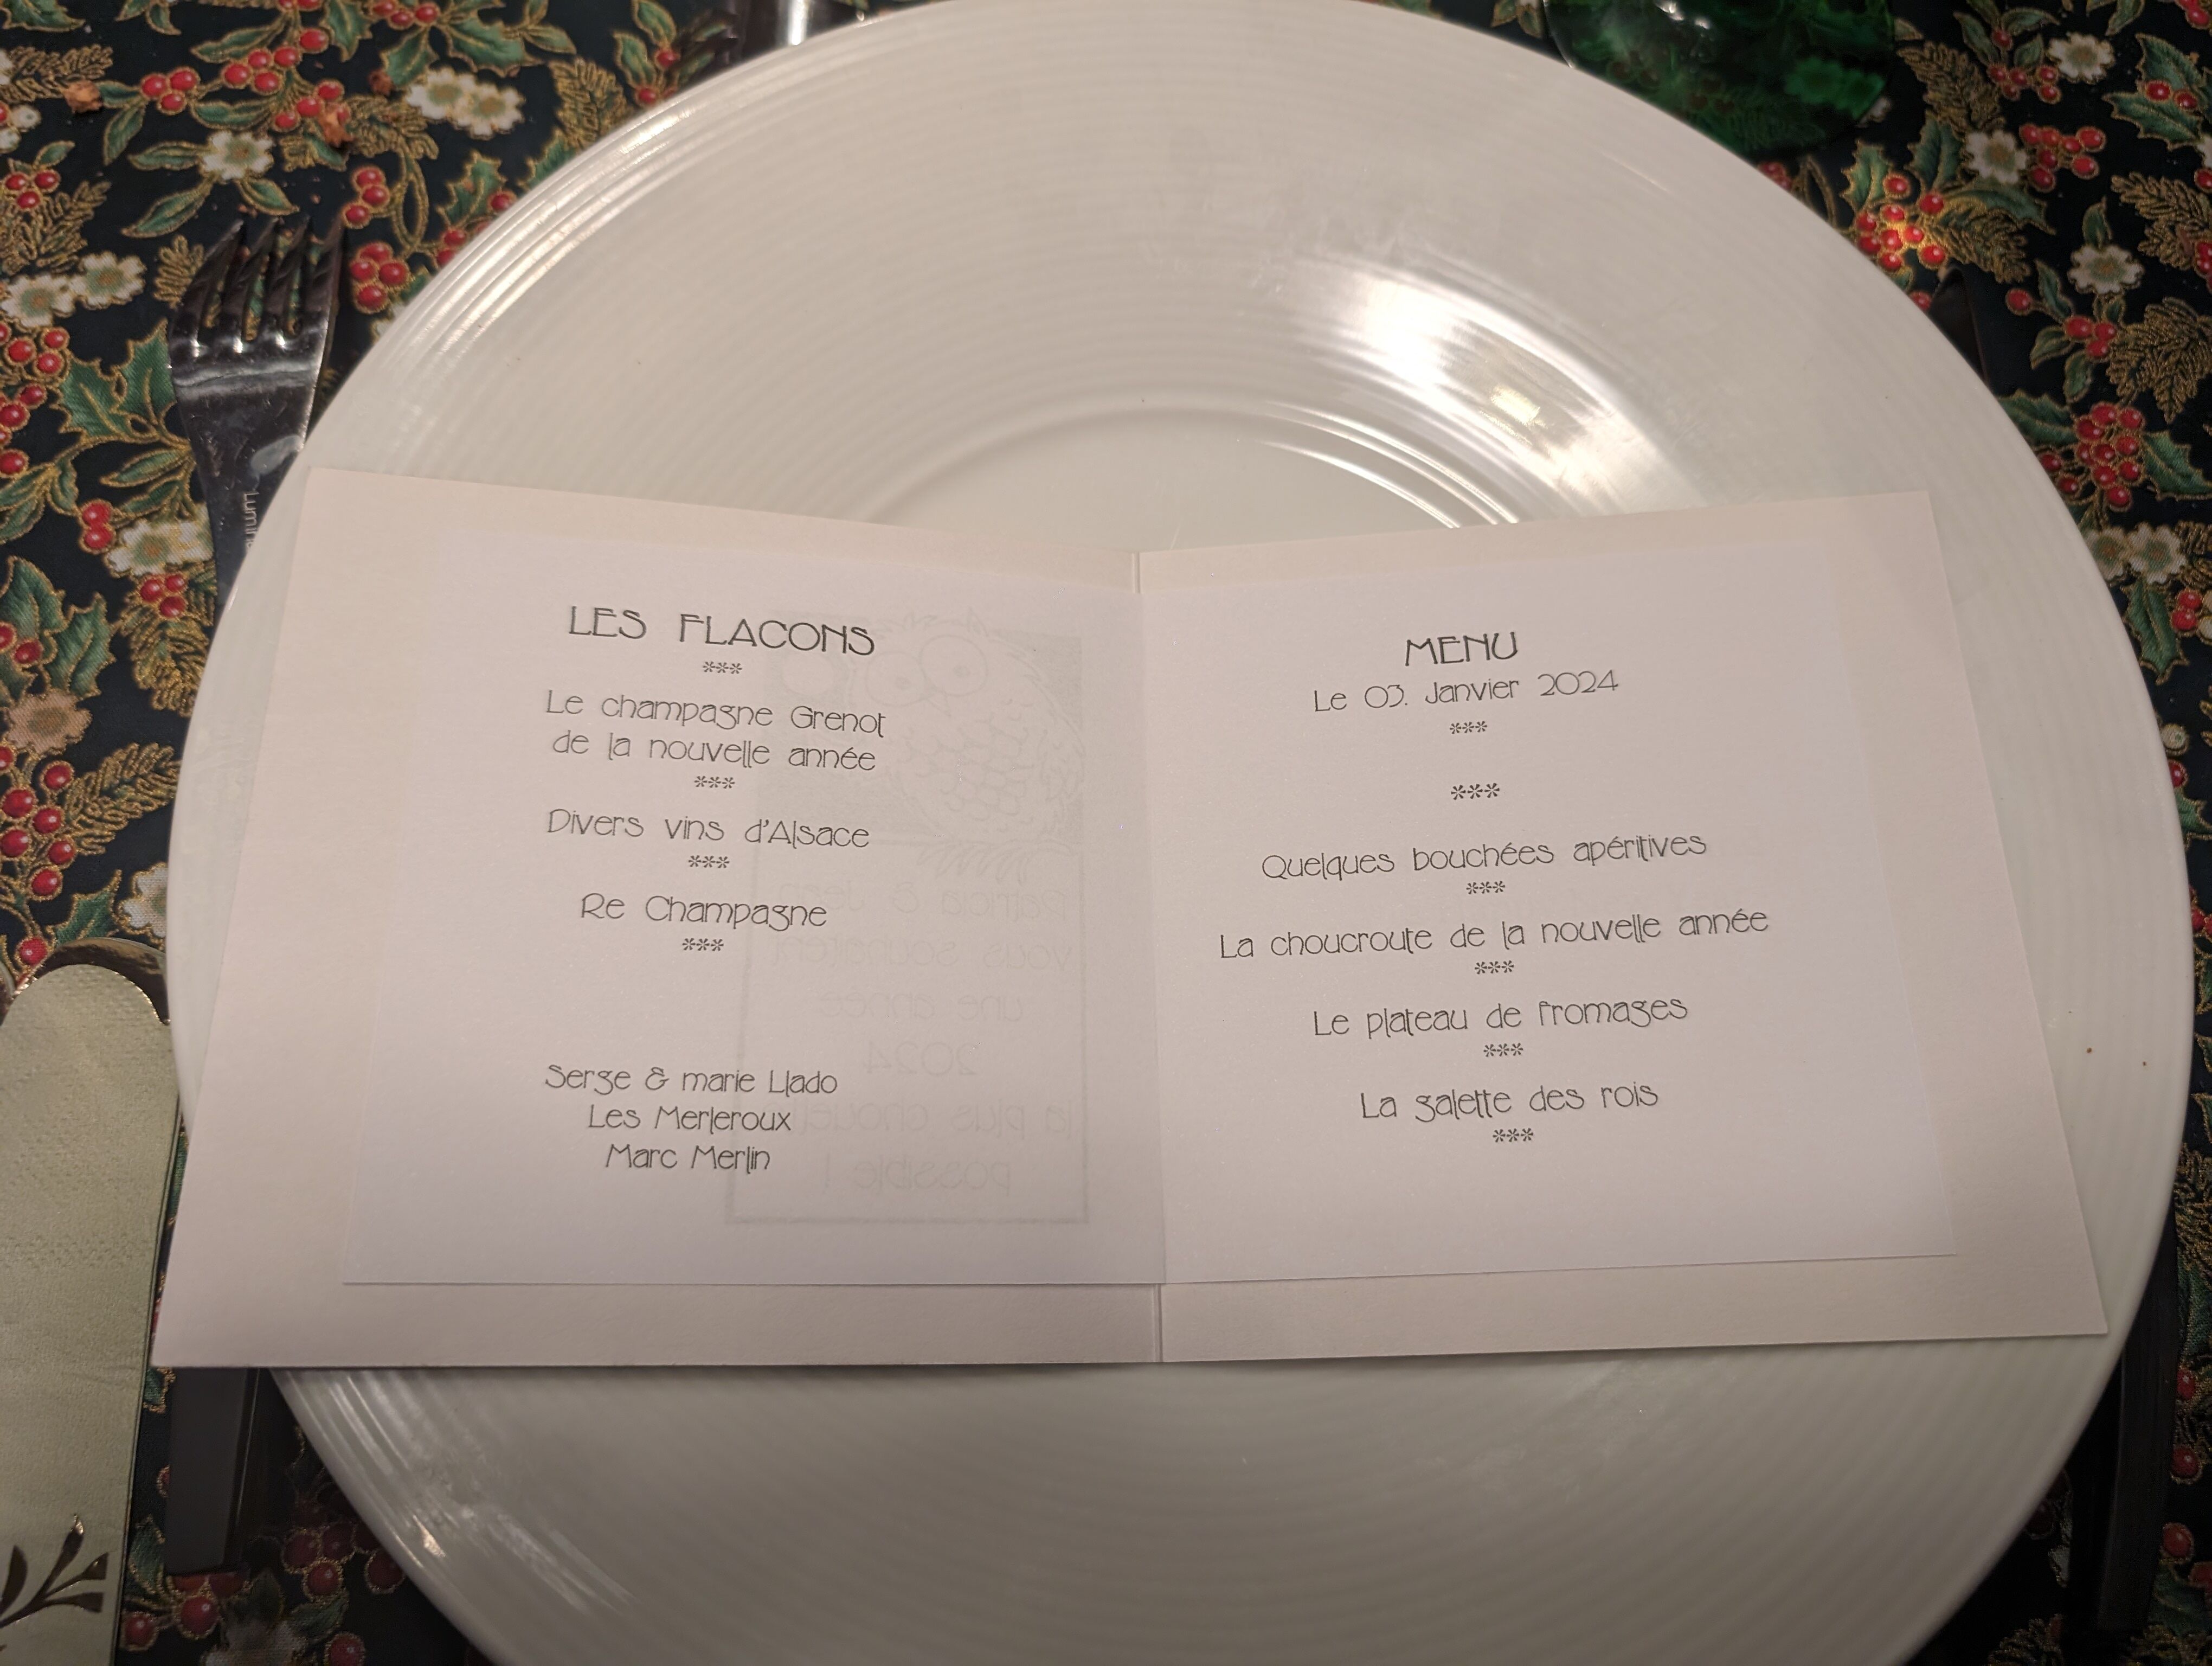 LES FLACONS
***
Le champagne Grenot
de la nouvelle année
***
Divers vins d'Alsace
***
Re Champagne
***
Serge & marie Llado
Les Merleroux
Marc Merlin
MENU
Le 03. Janvier 2024
***
***
Quelques bouchées apéritives
***
La choucroute de la nouvelle année
***
Le plateau de fromages
***
La galette des rois
***